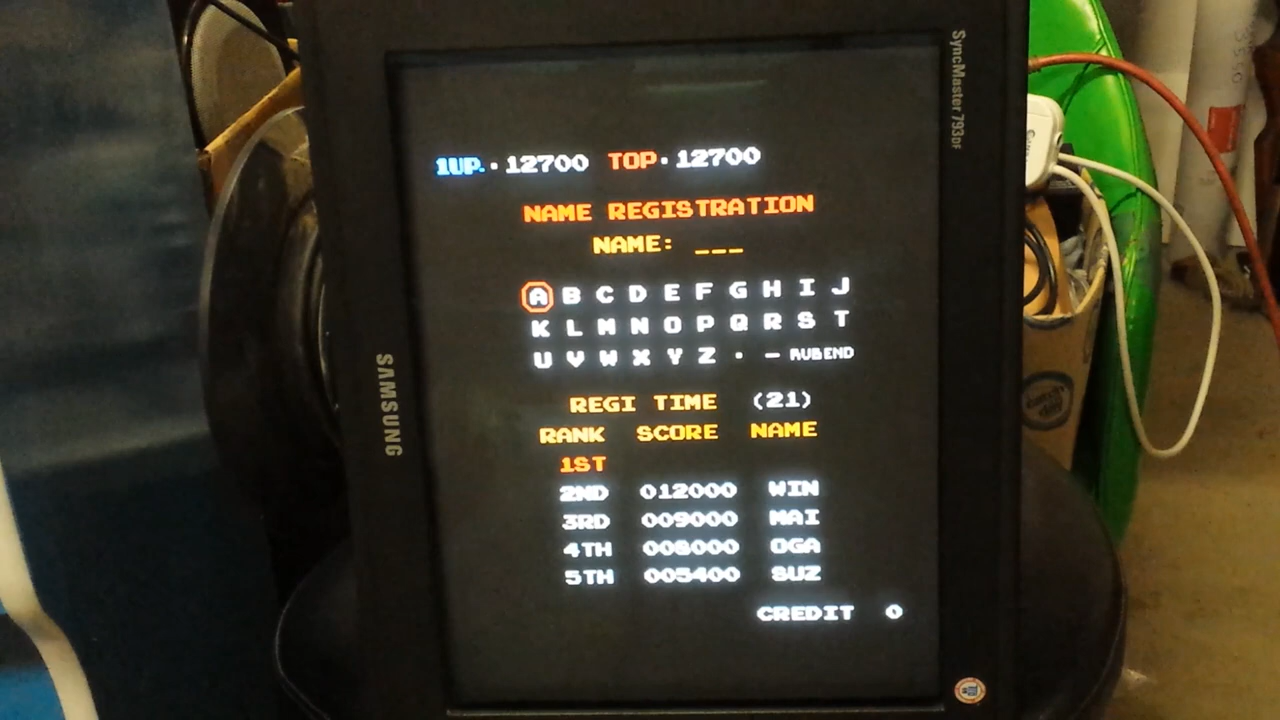 1UP.·12700 TOP·12700
NAME REGISTRATION
NAME: ___
A B C D E F G H I J
K L M N O P Q R S T
U V W X Y Z · - RUBEND
REGI TIME (21)
RANK SCORE NAME
1ST
2ND 012000 WIN
3RD 009000 MAI
4TH 008000 OGA
5TH 005400 SUZ
CREDIT 0
SAMSUNG
SyncMaster 793DF